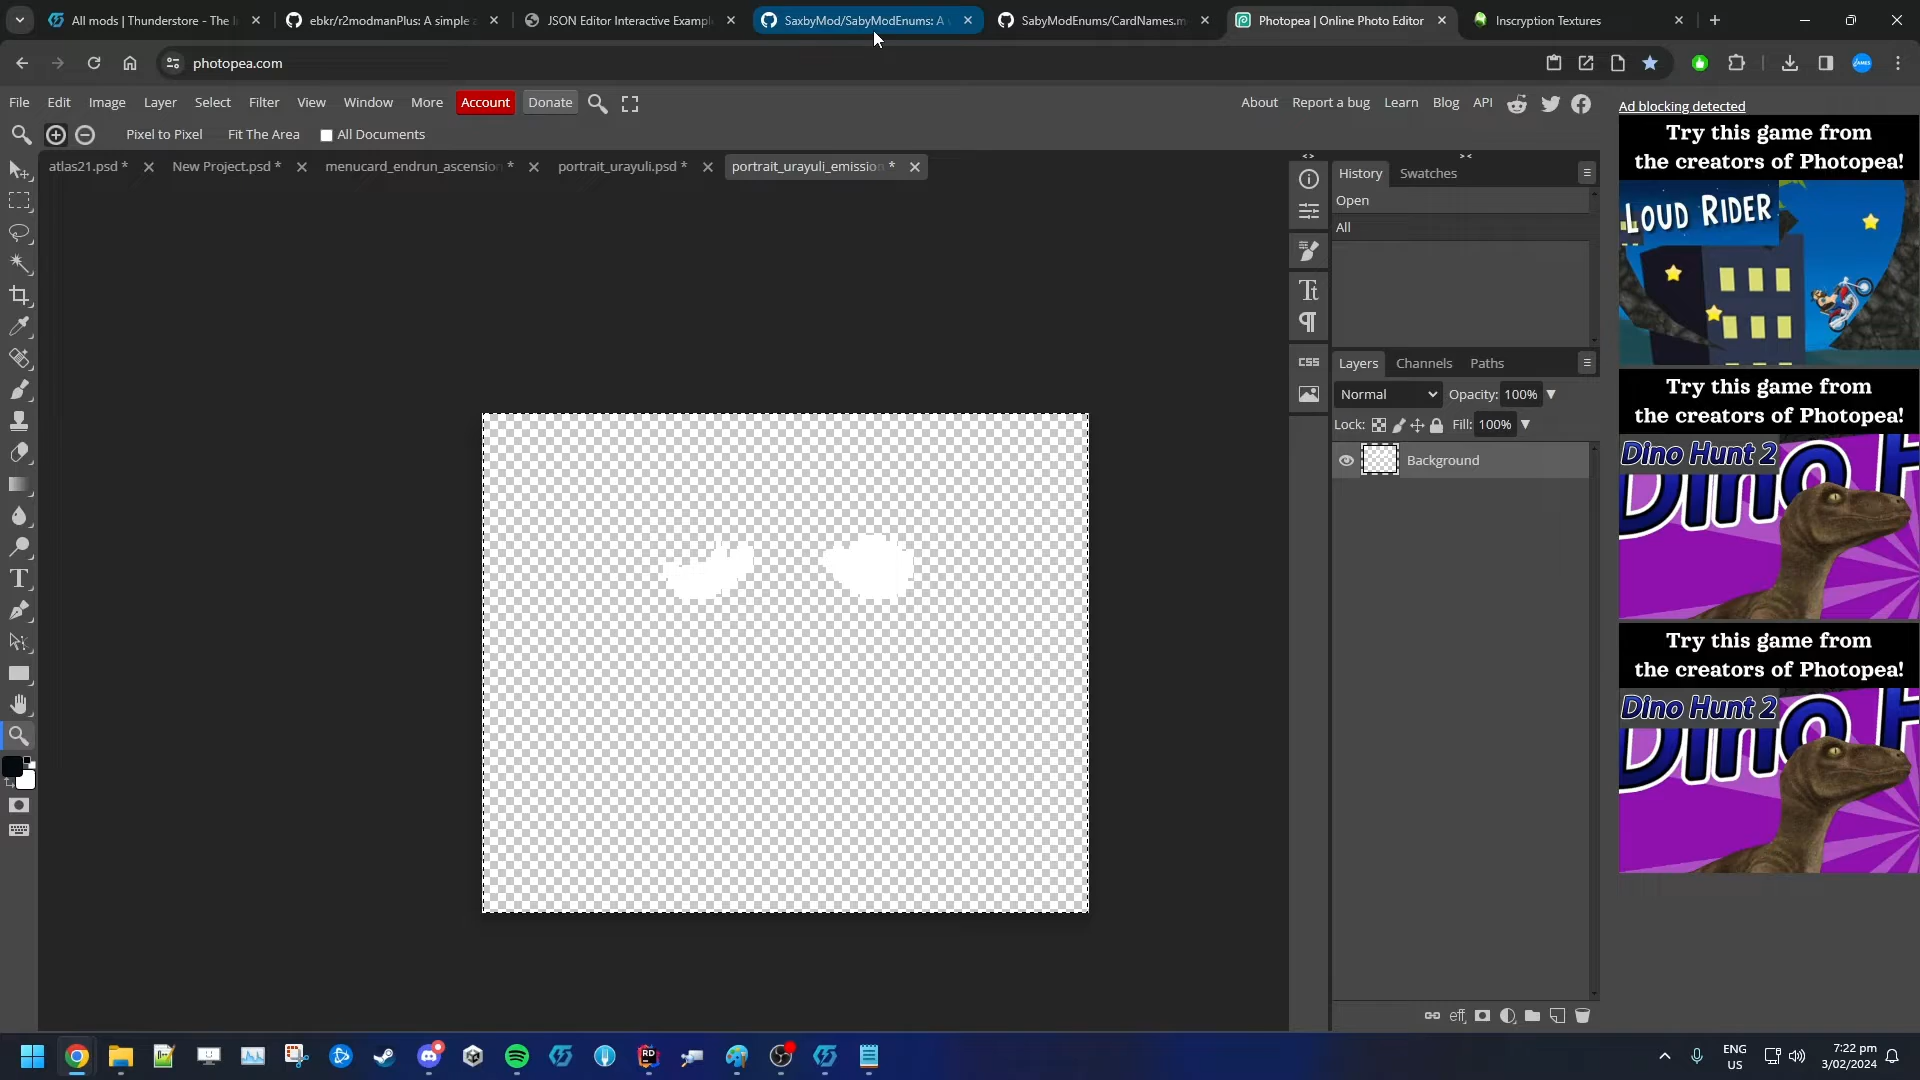 All mods | Thunderstore - The I
ebkr/r2modmanPlus: A simple a
JSON Editor Interactive Exampl
SaxbyMod/SabyModEnums: A v
SabyModEnums/CardNames.m
Photopea | Online Photo Editor
Inscryption Textures
photopea.com
File Edit Image Layer Select Filter View Window More Account Donate
About Report a bug Learn Blog API
Ad blocking detected
Pixel to Pixel Fit The Area All Documents
atlas21.psd *
New Project.psd *
menucard_endrun_ascension *
portrait_urayuli.psd *
portrait_urayuli_emission *
<>
> <
History Swatches
Open
All
CSS
Layers Channels Paths
Normal Opacity: 100%
Lock: Fill: 100%
Background
eff
Try this game from
the creators of Photopea!
LOUD RIDER
Try this game from
the creators of Photopea!
Dino Hunt 2
Try this game from
the creators of Photopea!
Dino Hunt 2
ENG
US
7:22 pm
3/02/2024